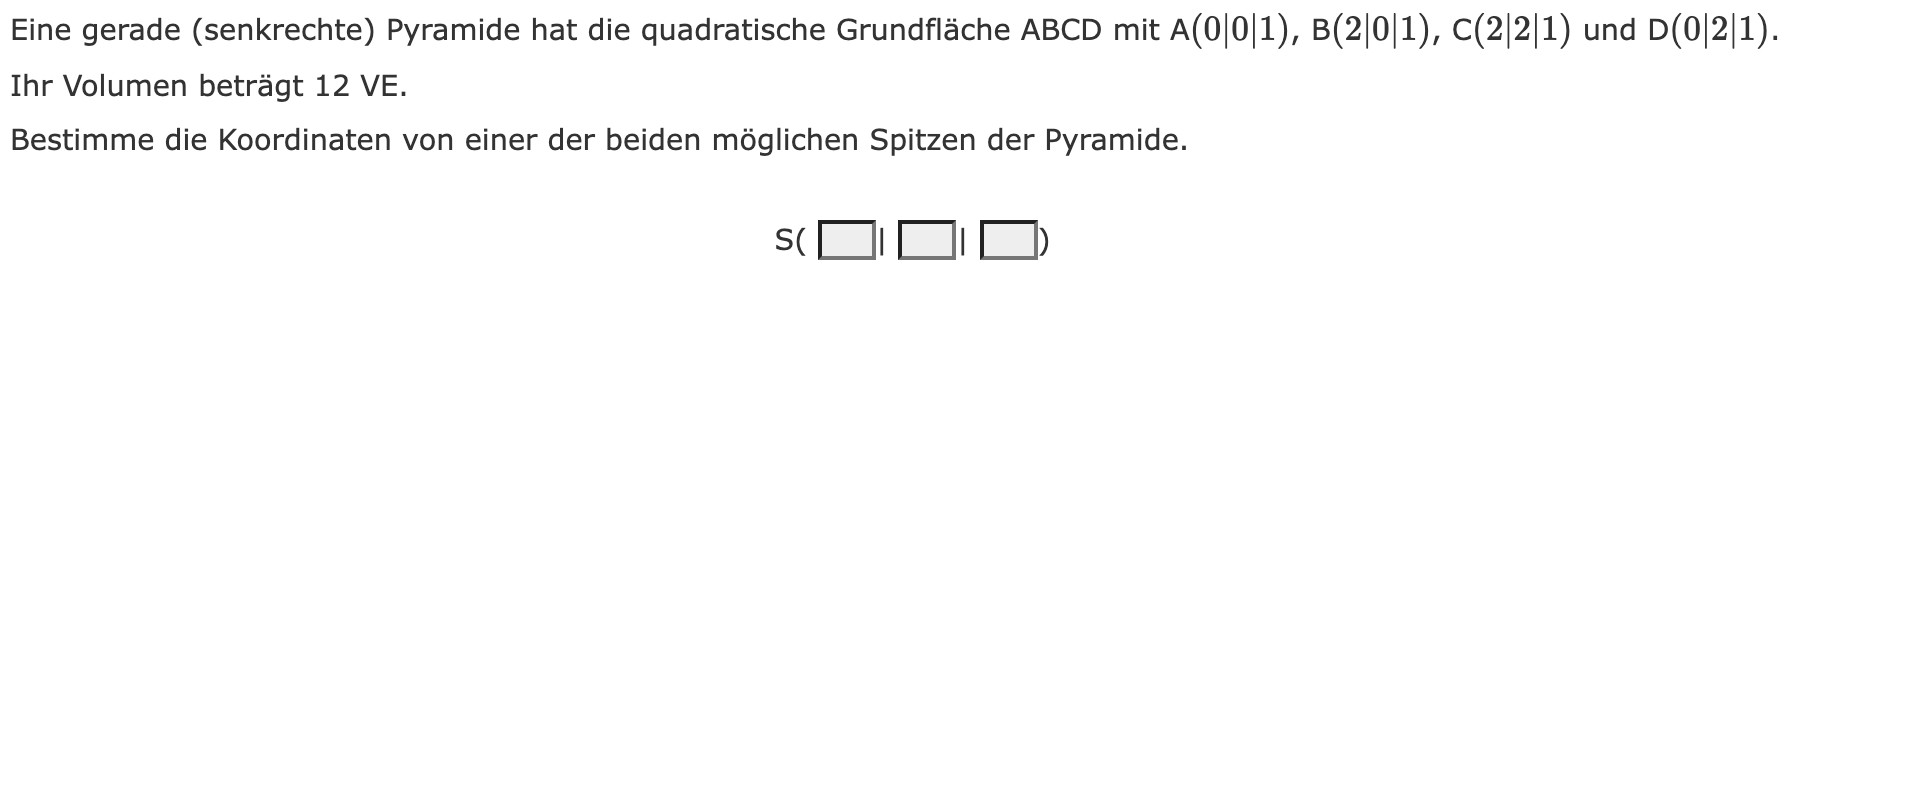 Eine gerade (senkrechte) Pyramide hat die quadratische Grundfläche ABCD mit A(0|0|1), B(2|0|1), C(2|2|1) und D(0|2|1).
Ihr Volumen beträgt 12 VE.
Bestimme die Koordinaten von einer der beiden möglichen Spitzen der Pyramide.
S( | | )